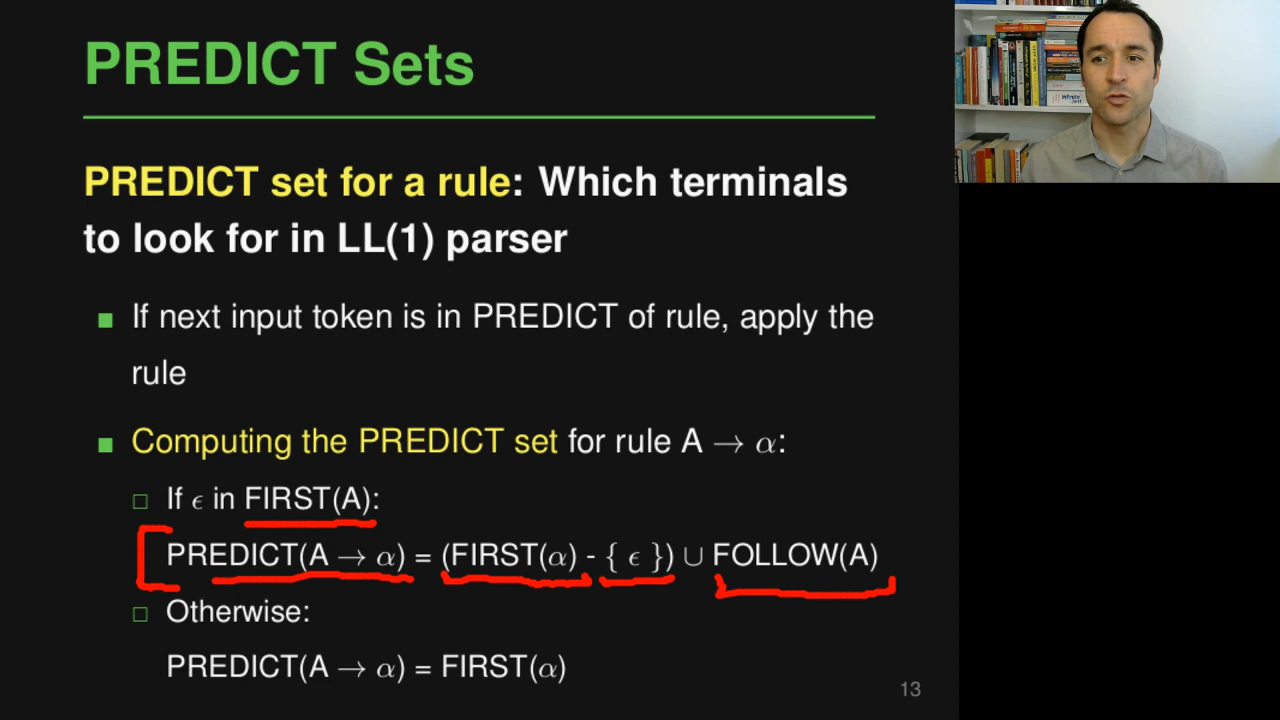 PREDICT Sets
PREDICT set for a rule: Which terminals
to look for in LL(1) parser
If next input token is in PREDICT of rule, apply the
rule
Computing the PREDICT set for rule A → α:
If ϵ in FIRST(A):
PREDICT(A → α) = (FIRST(α) - { ϵ }) ∪ FOLLOW(A)
Otherwise:
PREDICT(A → α) = FIRST(α)
13